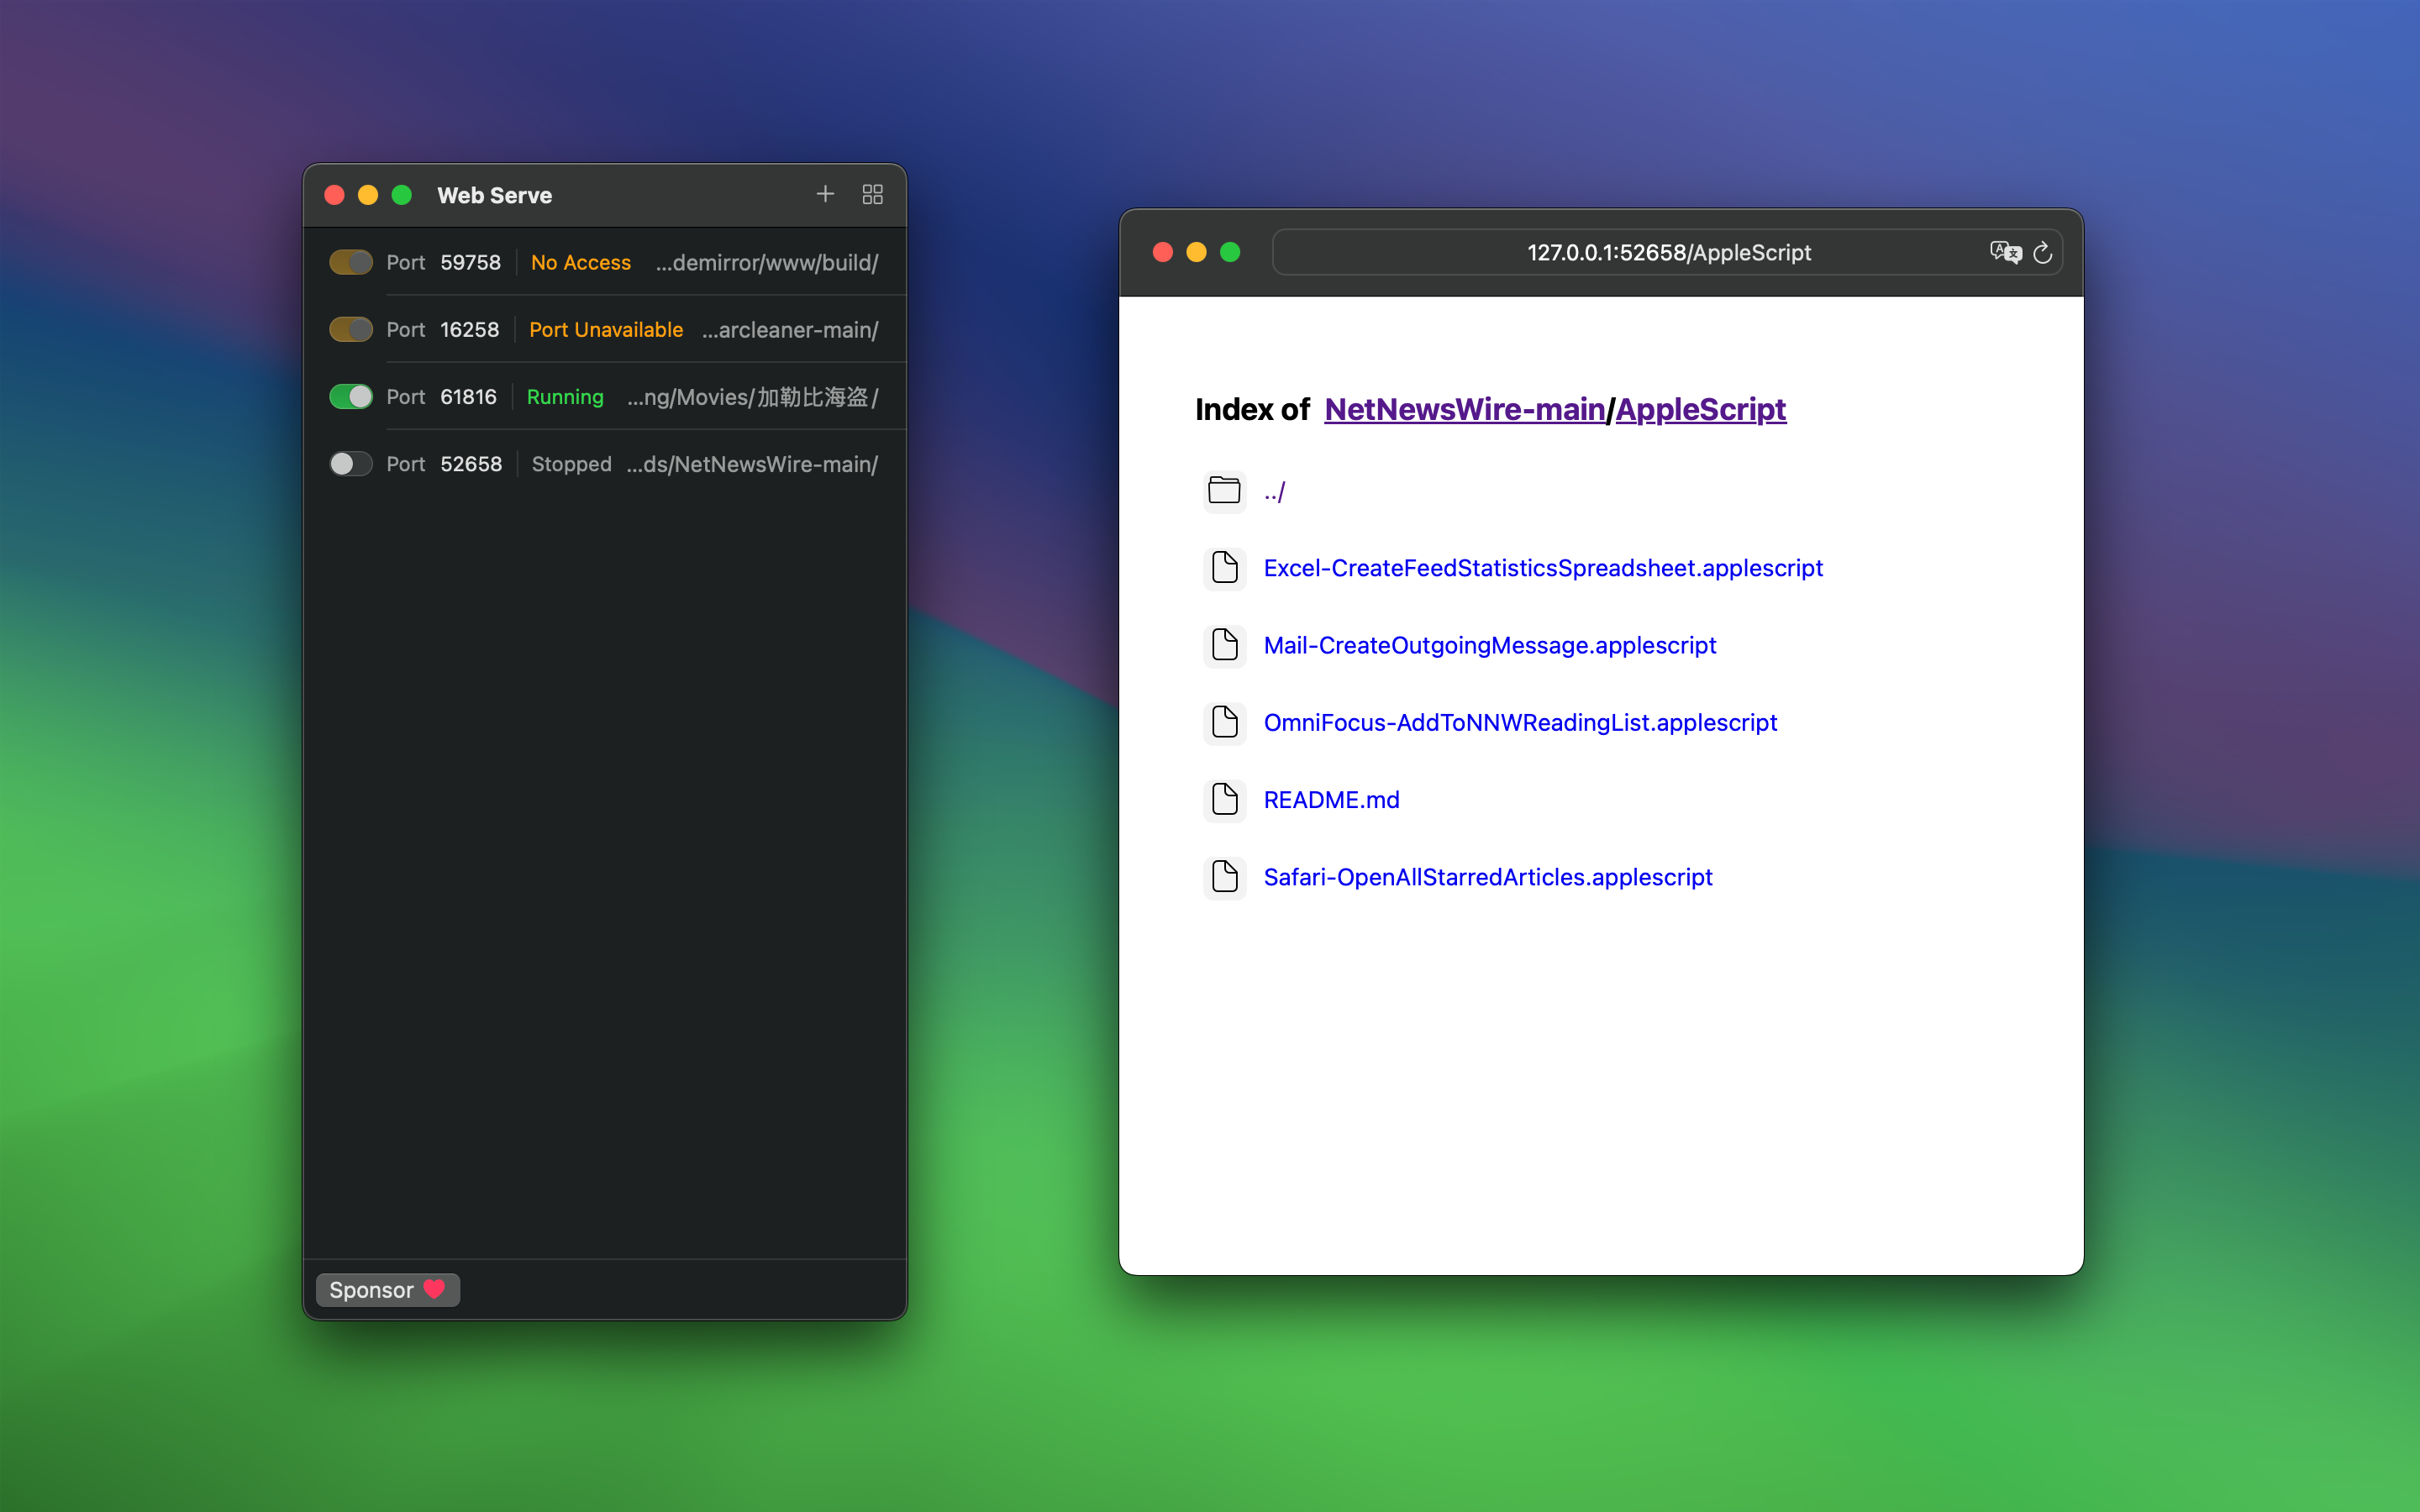 Web Serve
Port 59758 No Access ...demirror/www/build/
Port 16258 Port Unavailable ...arcleaner-main/
Port 61816 Running ...ng/Movies/加勒比海盗/
Port 52658 Stopped ...ds/NetNewsWire-main/
Sponsor
127.0.0.1:52658/AppleScript
Index of NetNewsWire-main/AppleScript
../
Excel-CreateFeedStatisticsSpreadsheet.applescript
Mail-CreateOutgoingMessage.applescript
OmniFocus-AddToNNWReadingList.applescript
README.md
Safari-OpenAllStarredArticles.applescript